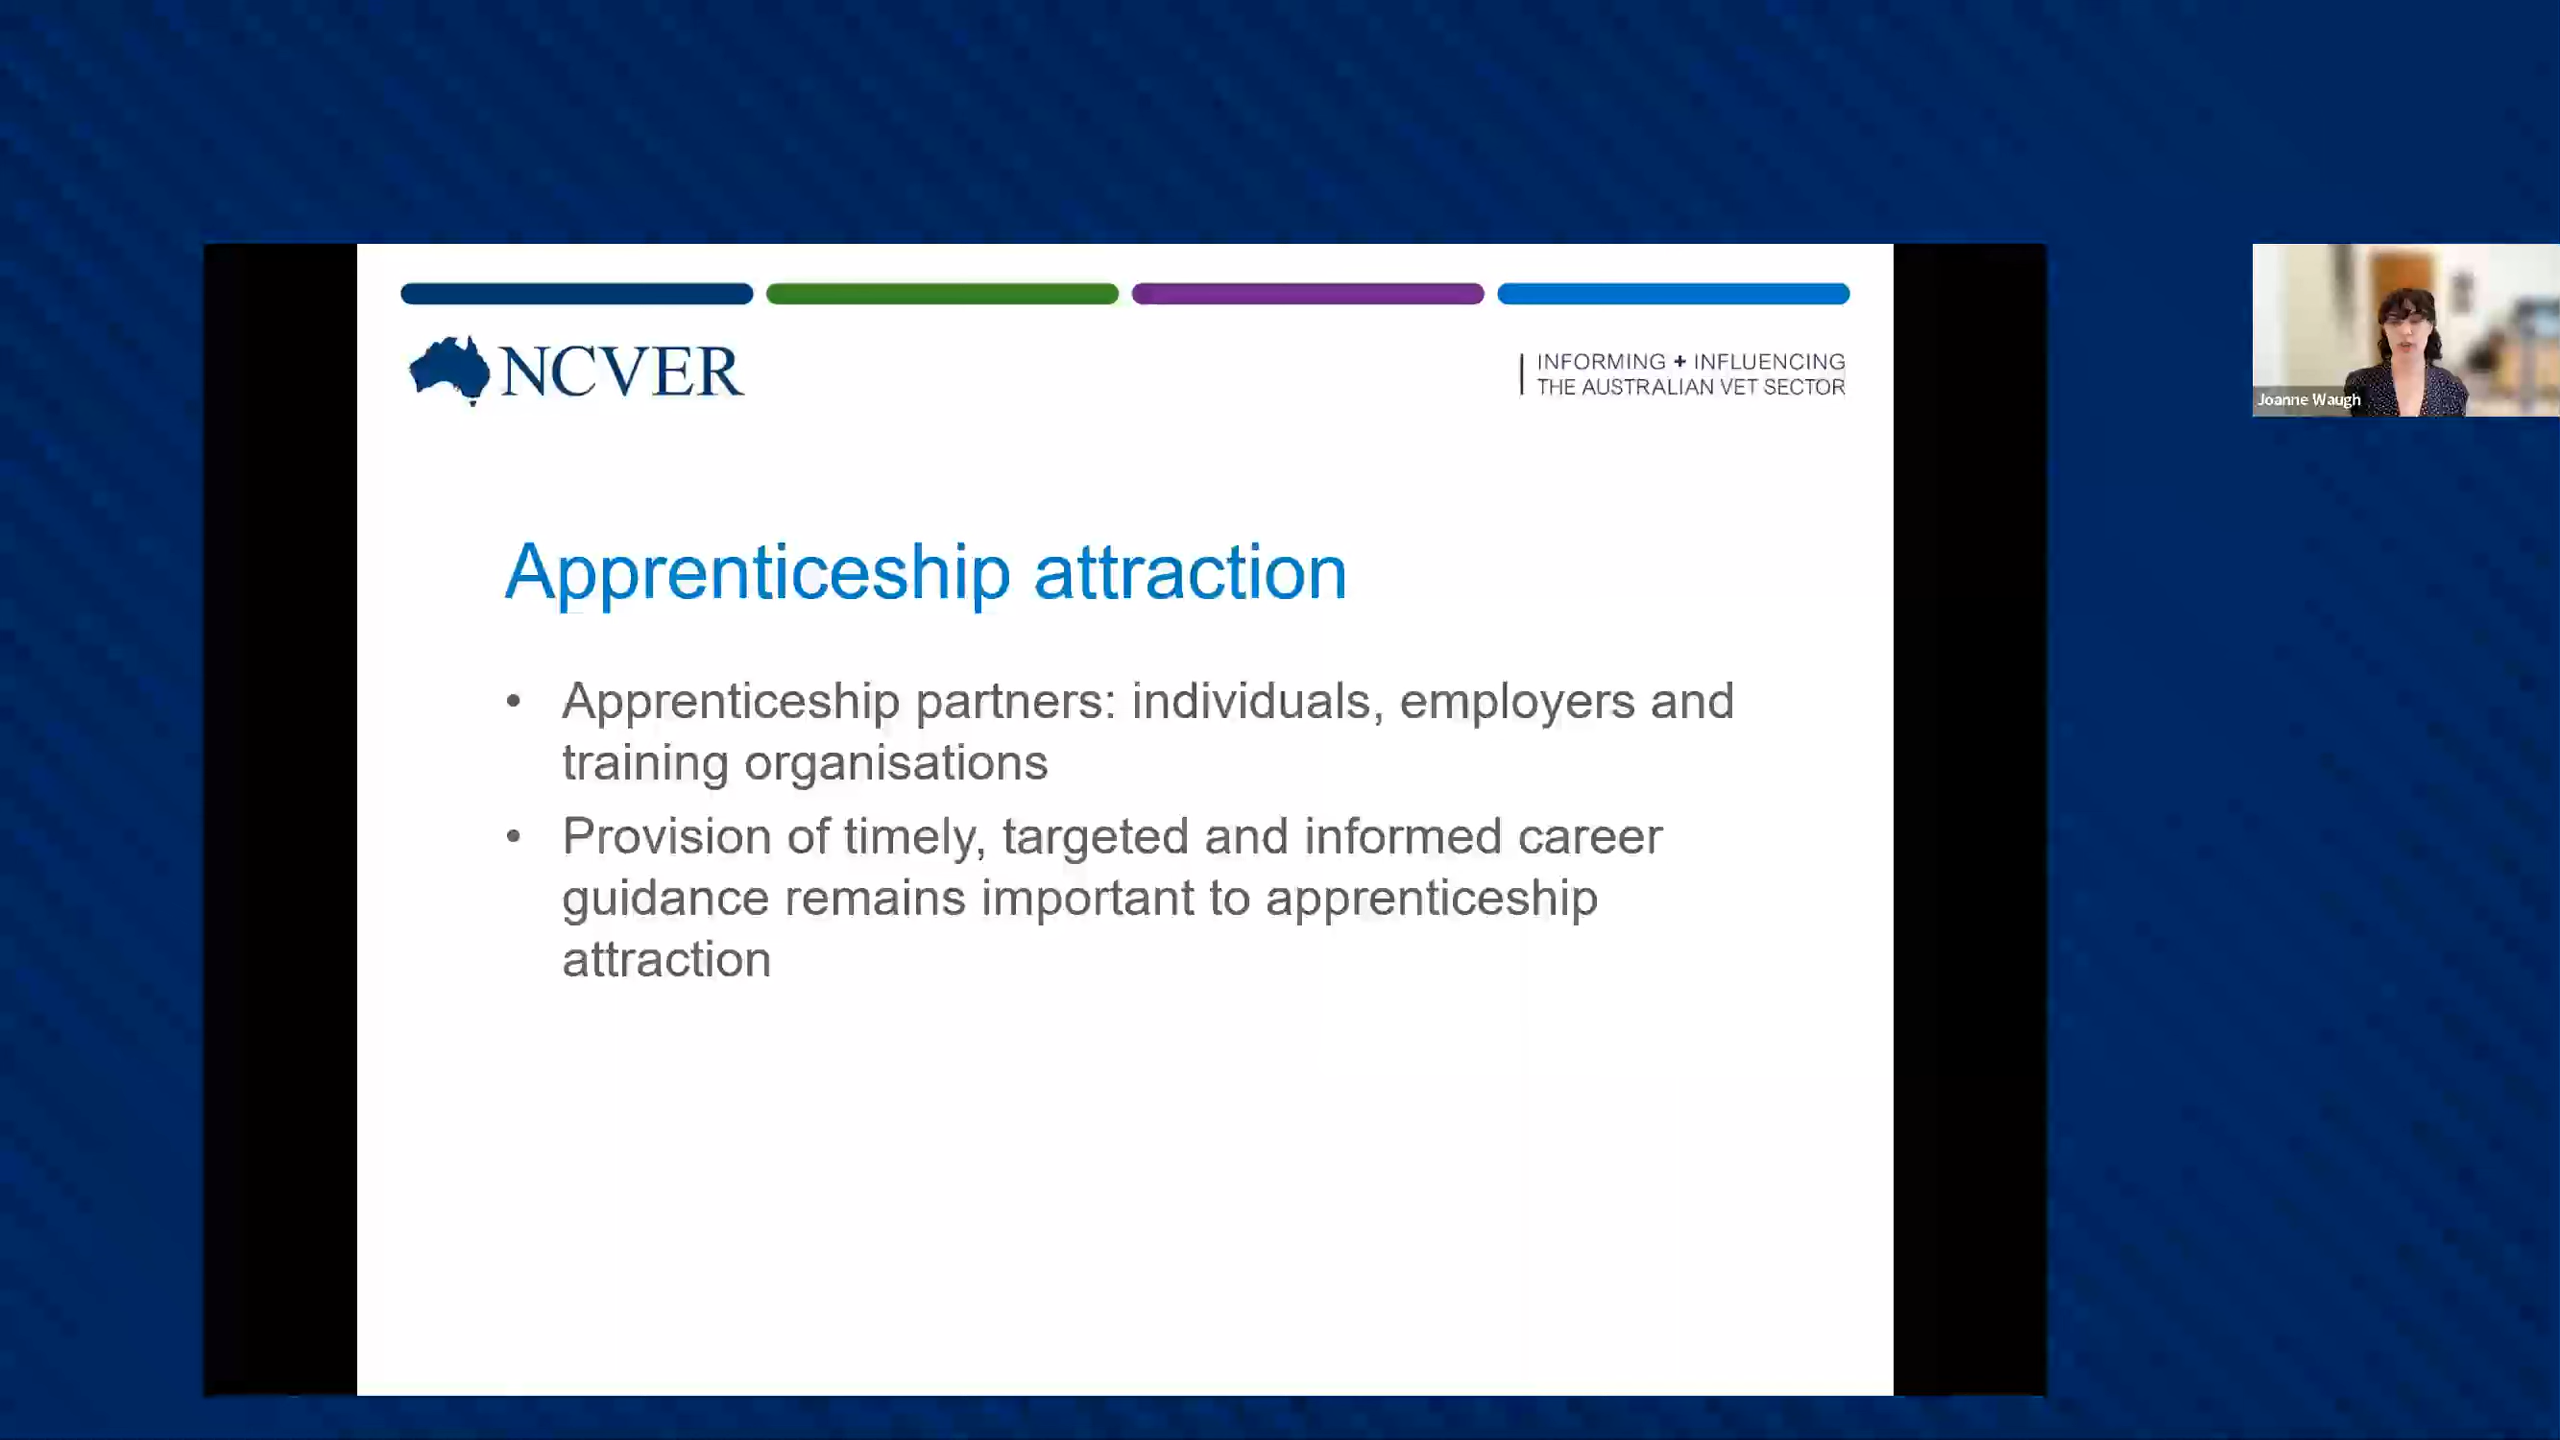 NCVER
INFORMING + INFLUENCING
THE AUSTRALIAN VET SECTOR
Joanne Waugh
Apprenticeship attraction
• Apprenticeship partners: individuals, employers and
training organisations
• Provision of timely, targeted and informed career
guidance remains important to apprenticeship
attraction